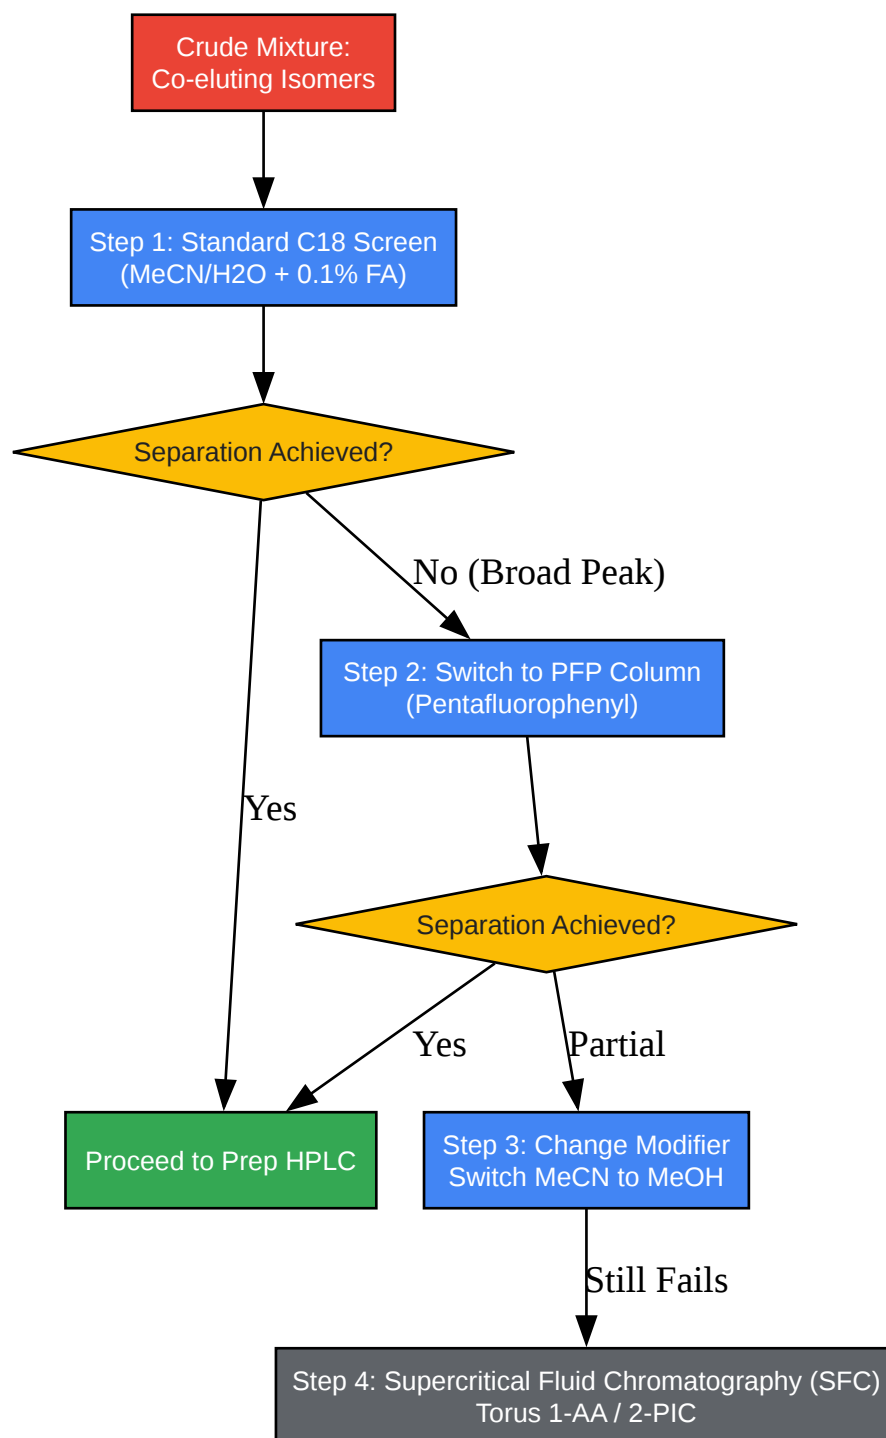 Crude Mixture:
Co-eluting Isomers
Step 1: Standard C18 Screen
(MeCN/H2O + 0.1% FA)
Separation Achieved?
No (Broad Peak)
Step 2: Switch to PFP Column
(Pentafluorophenyl)
Yes
Separation Achieved?
Yes
Partial
Proceed to Prep HPLC
Step 3: Change Modifier
Switch MeCN to MeOH
Still Fails
Step 4: Supercritical Fluid Chromatography (SFC)
Torus 1-AA / 2-PIC